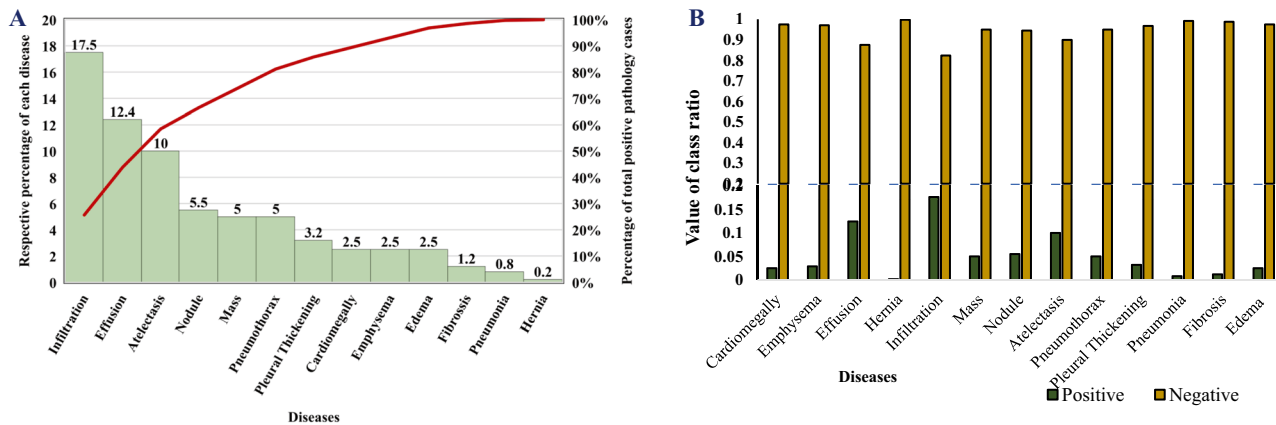 A
Respective percentage of each disease
20
18
16
14
12
10
8
6
4
2
0
17.5
12.4
10
5.5
5
5
3.2
2.5
2.5
2.5
1.2
0.8
0.2
100%
90%
80%
70%
60%
50%
40%
30%
20%
10%
0%
Percentage of total positive pathology cases
Infiltration
Effusion
Atelectasis
Nodule
Mass
Pneumothorax
Pleural Thickening
Cardiomegally
Emphysema
Edema
Fibrossis
Pneumonia
Hernia
Diseases
B
Value of class ratio
1
0.9
0.8
0.7
0.6
0.5
0.4
0.3
0.2
0.2
0.15
0.1
0.05
0
Cardiomegally
Emphysema
Effusion
Hernia
Infiltration
Mass
Nodule
Atelectasis
Pneumothorax
Pleural Thickening
Pneumonia
Fibrosis
Edema
Diseases
Positive Negative